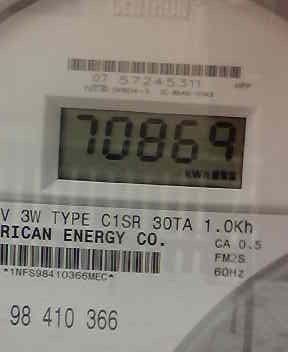 CENTRON
07 57245311
70869
V 3W TYPE C1SR 30TA 1.0Kh
RICAN ENERGY CO.
CA 0.5
FM2S
*1NFS98410366MEC*
60Hz
98 410 366